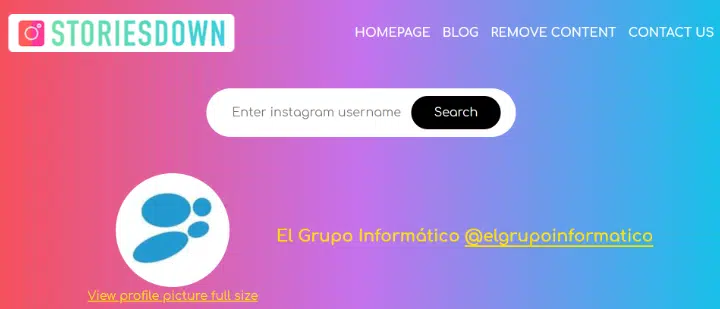 STORIESDOWN
HOMEPAGE BLOG REMOVE CONTENT CONTACT US
Enter instagram username Search
El Grupo Informático @elgrupoinformatico
View profile picture full size